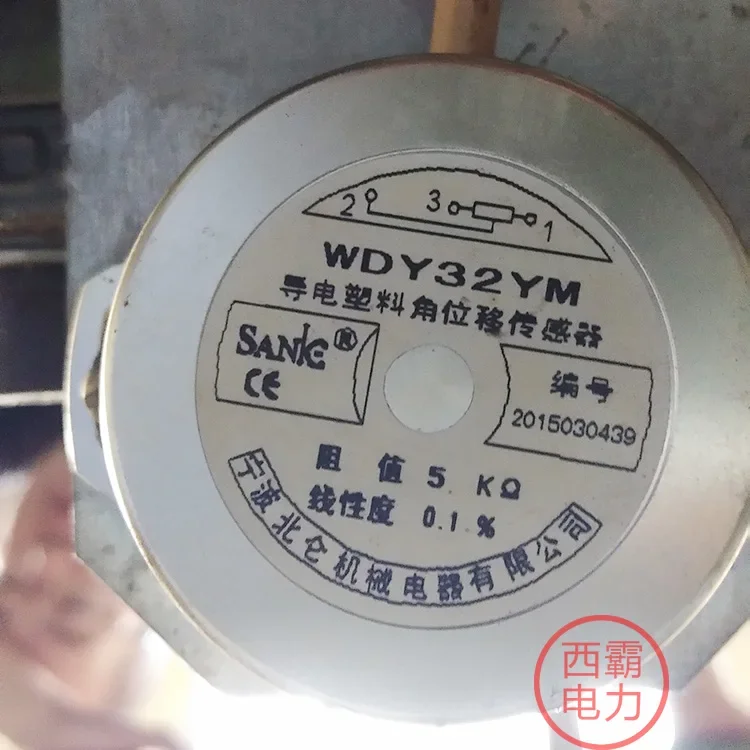 2 3 1
WDY32YM
导电塑料角位移传感器
SANKE®
CE
编号
2015030439
阻值 5 KΩ
线性度 0.1 %
宁波北仑机械电器有限公司
西霸
电力